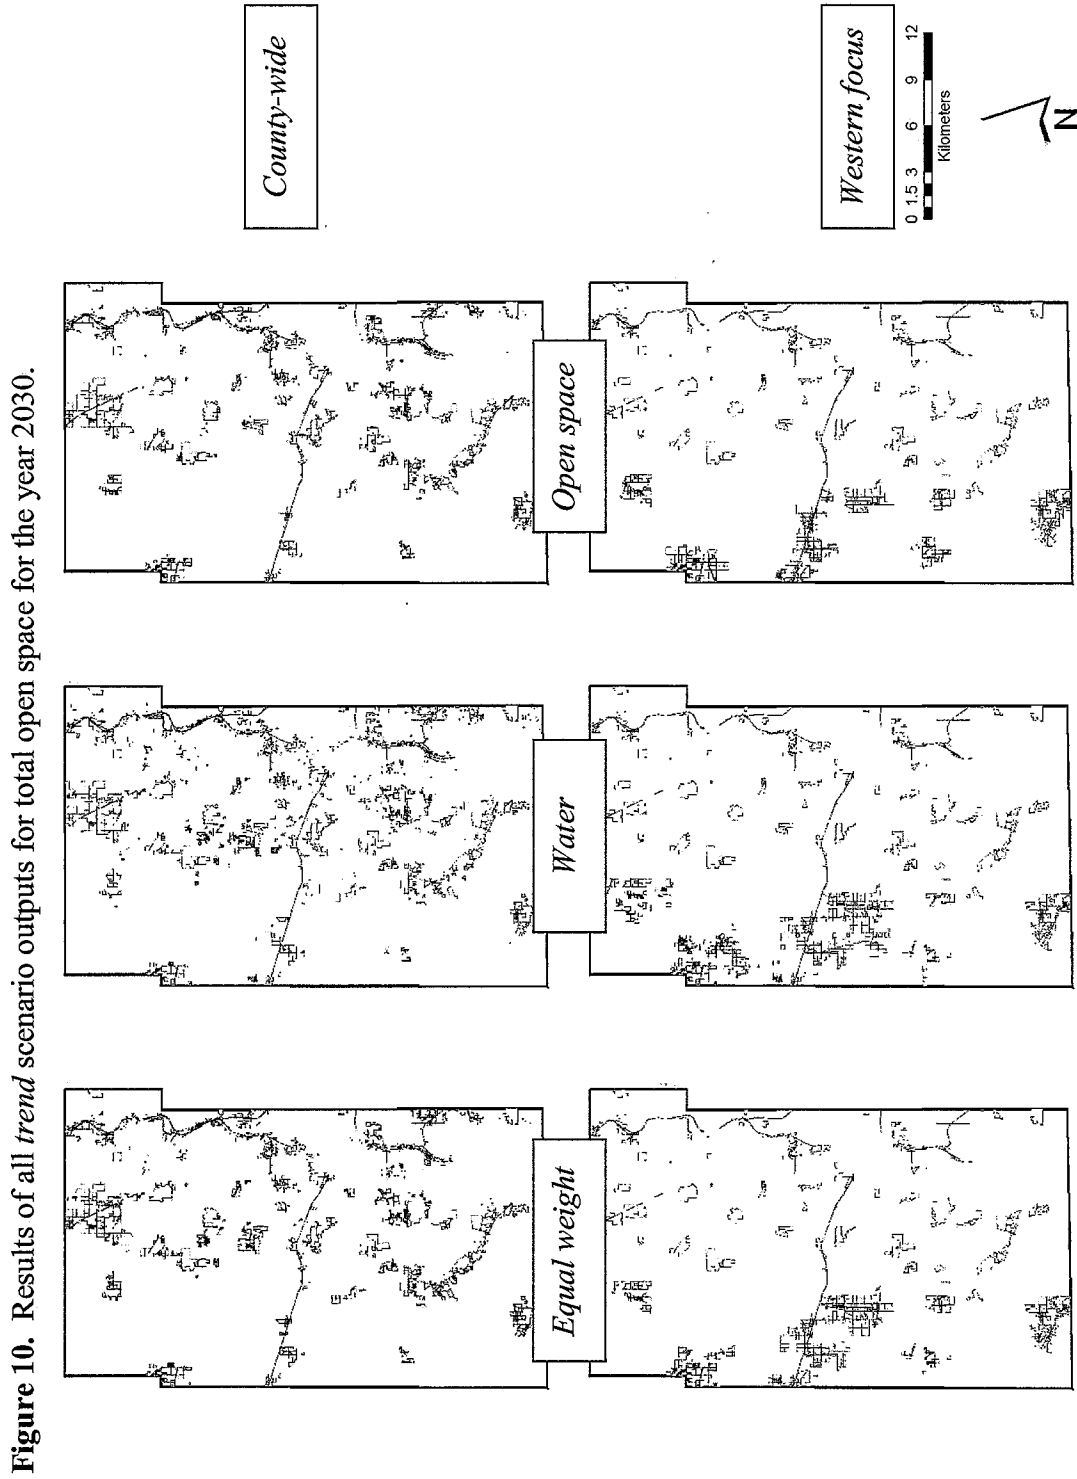 Figure 10. Results of all trend scenario outputs for total open space for the year 2030.
Equal weight
Water
Open space
County-wide
Western focus
0 1.5 3 6 9 12
Kilometers
N